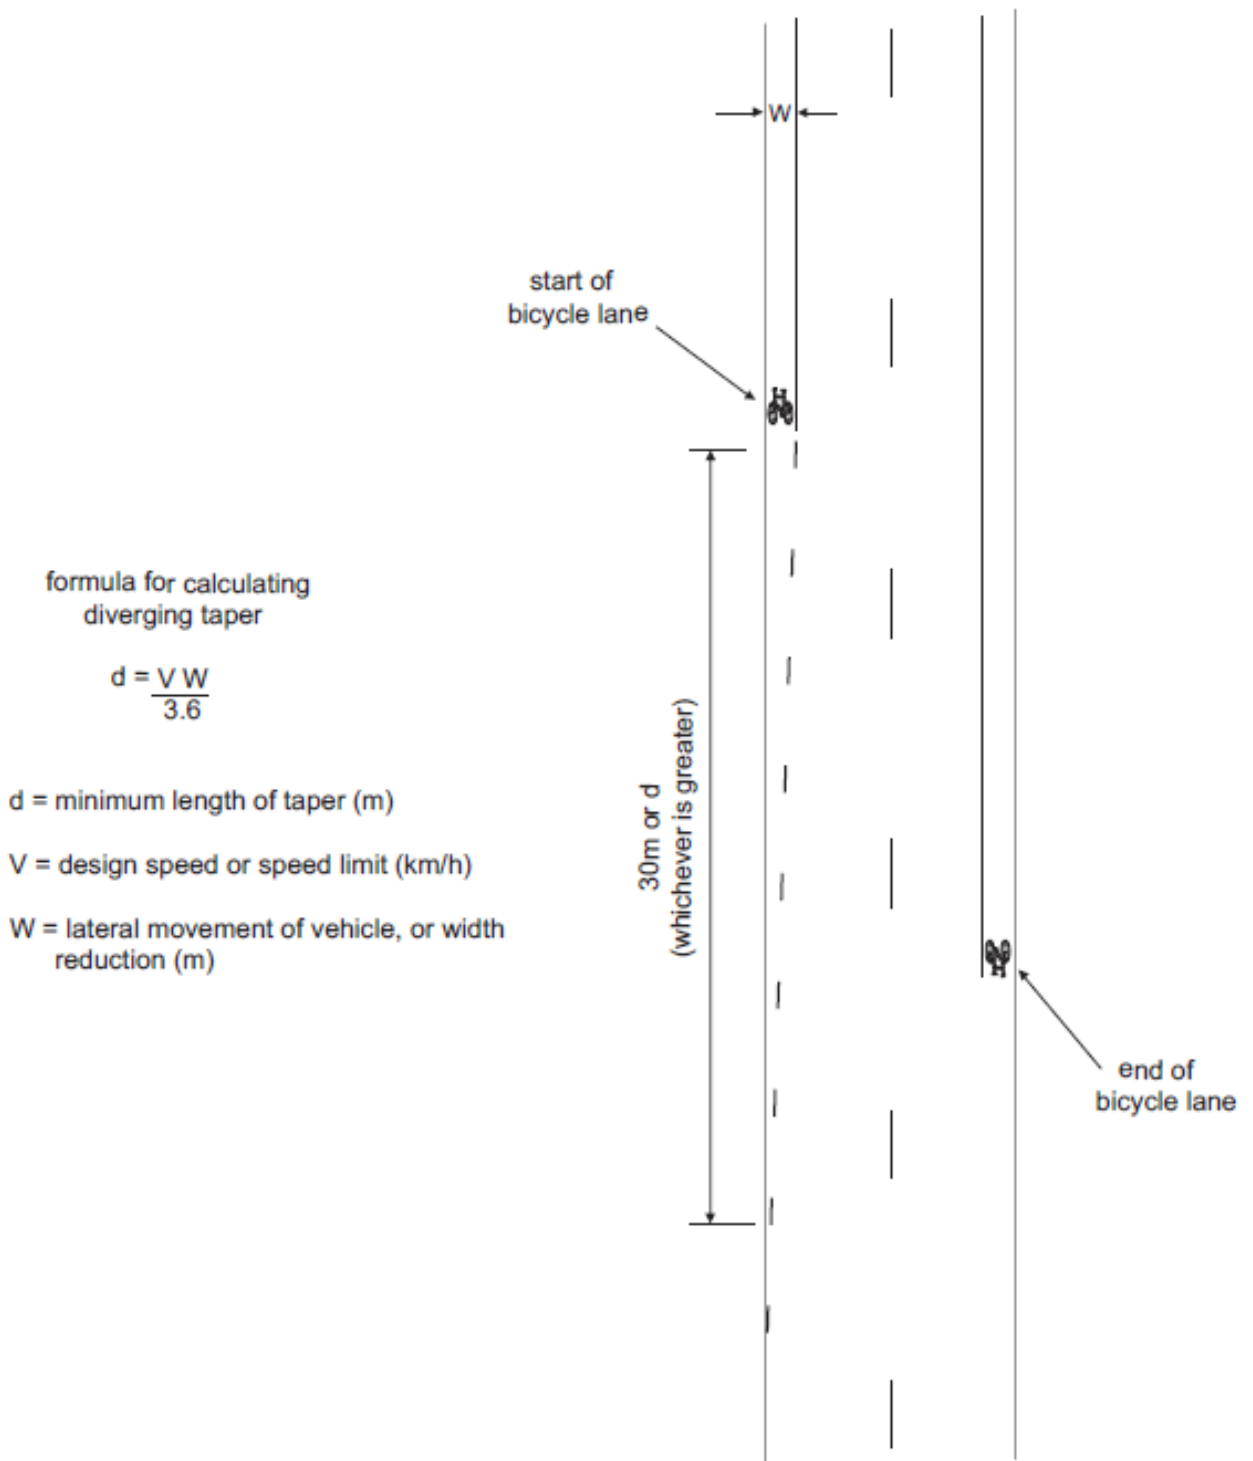 W
start of
bicycle lane
formula for calculating
diverging taper
d = V W
3.6
d = minimum length of taper (m)
V = design speed or speed limit (km/h)
W = lateral movement of vehicle, or width
reduction (m)
30m or d
(whichever is greater)
end of
bicycle lane